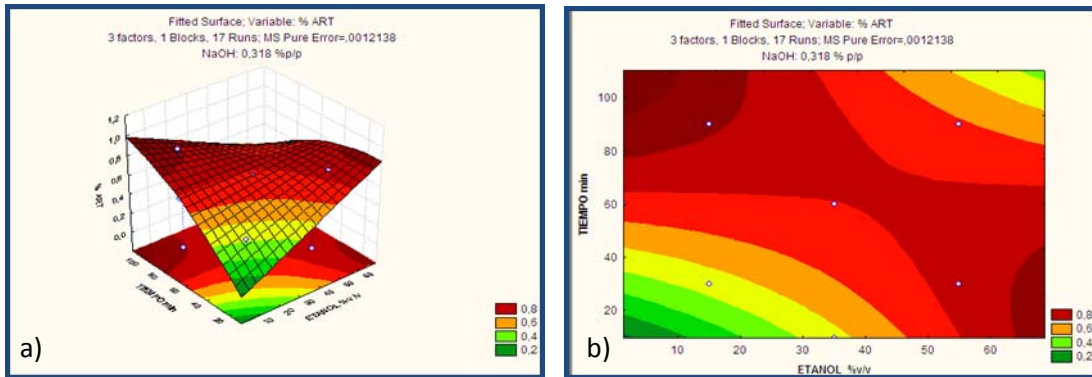 Fitted Surface; Variable: % ART
3 factors, 1 Blocks, 17 Runs; MS Pure Error=,0012138
NaOH: 0,318 %p/p
1,2
1,0
0,8
0,6
0,4
0,2
0,0
100
80
60
40
20
TIEMPO min
10
20
30
40
50
60
ETANOL %v/v
0,8
0,6
0,4
0,2
a)
Fitted Surface; Variable: % ART
3 factors, 1 Blocks, 17 Runs; MS Pure Error=,0012138
NaOH: 0,318 % p/p
100
80
60
40
20
TIEMPO min
10 20 30 40 50 60
ETANOL %v/v
0,8
0,6
0,4
0,2
b)